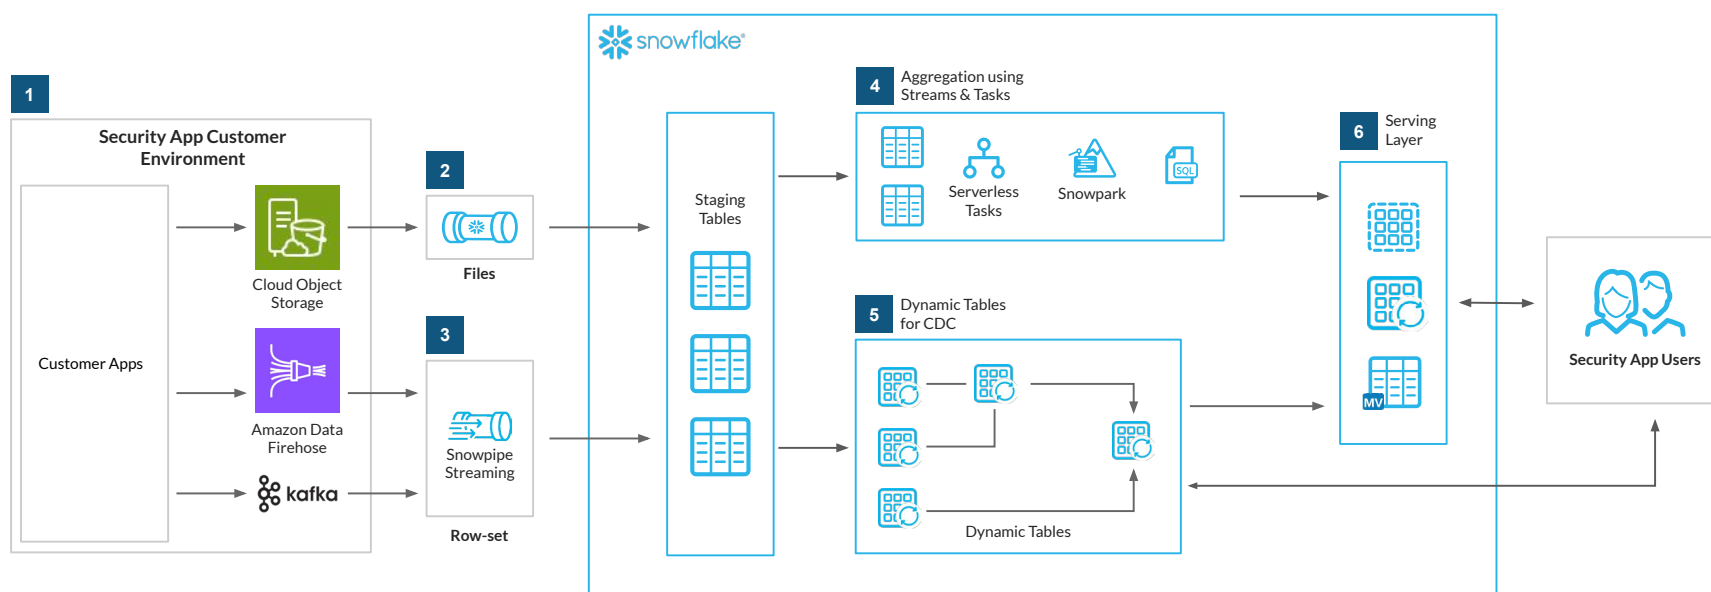 snowflake®
1
Security App Customer
Environment
Customer Apps
Cloud Object
Storage
Amazon Data
Firehose
kafka
2
Files
3
Snowpipe
Streaming
Row-set
Staging
Tables
4
Aggregation using
Streams & Tasks
Serverless
Tasks
Snowpark
SQL
5
Dynamic Tables
for CDC
Dynamic Tables
6
Serving
Layer
MV
Security App Users